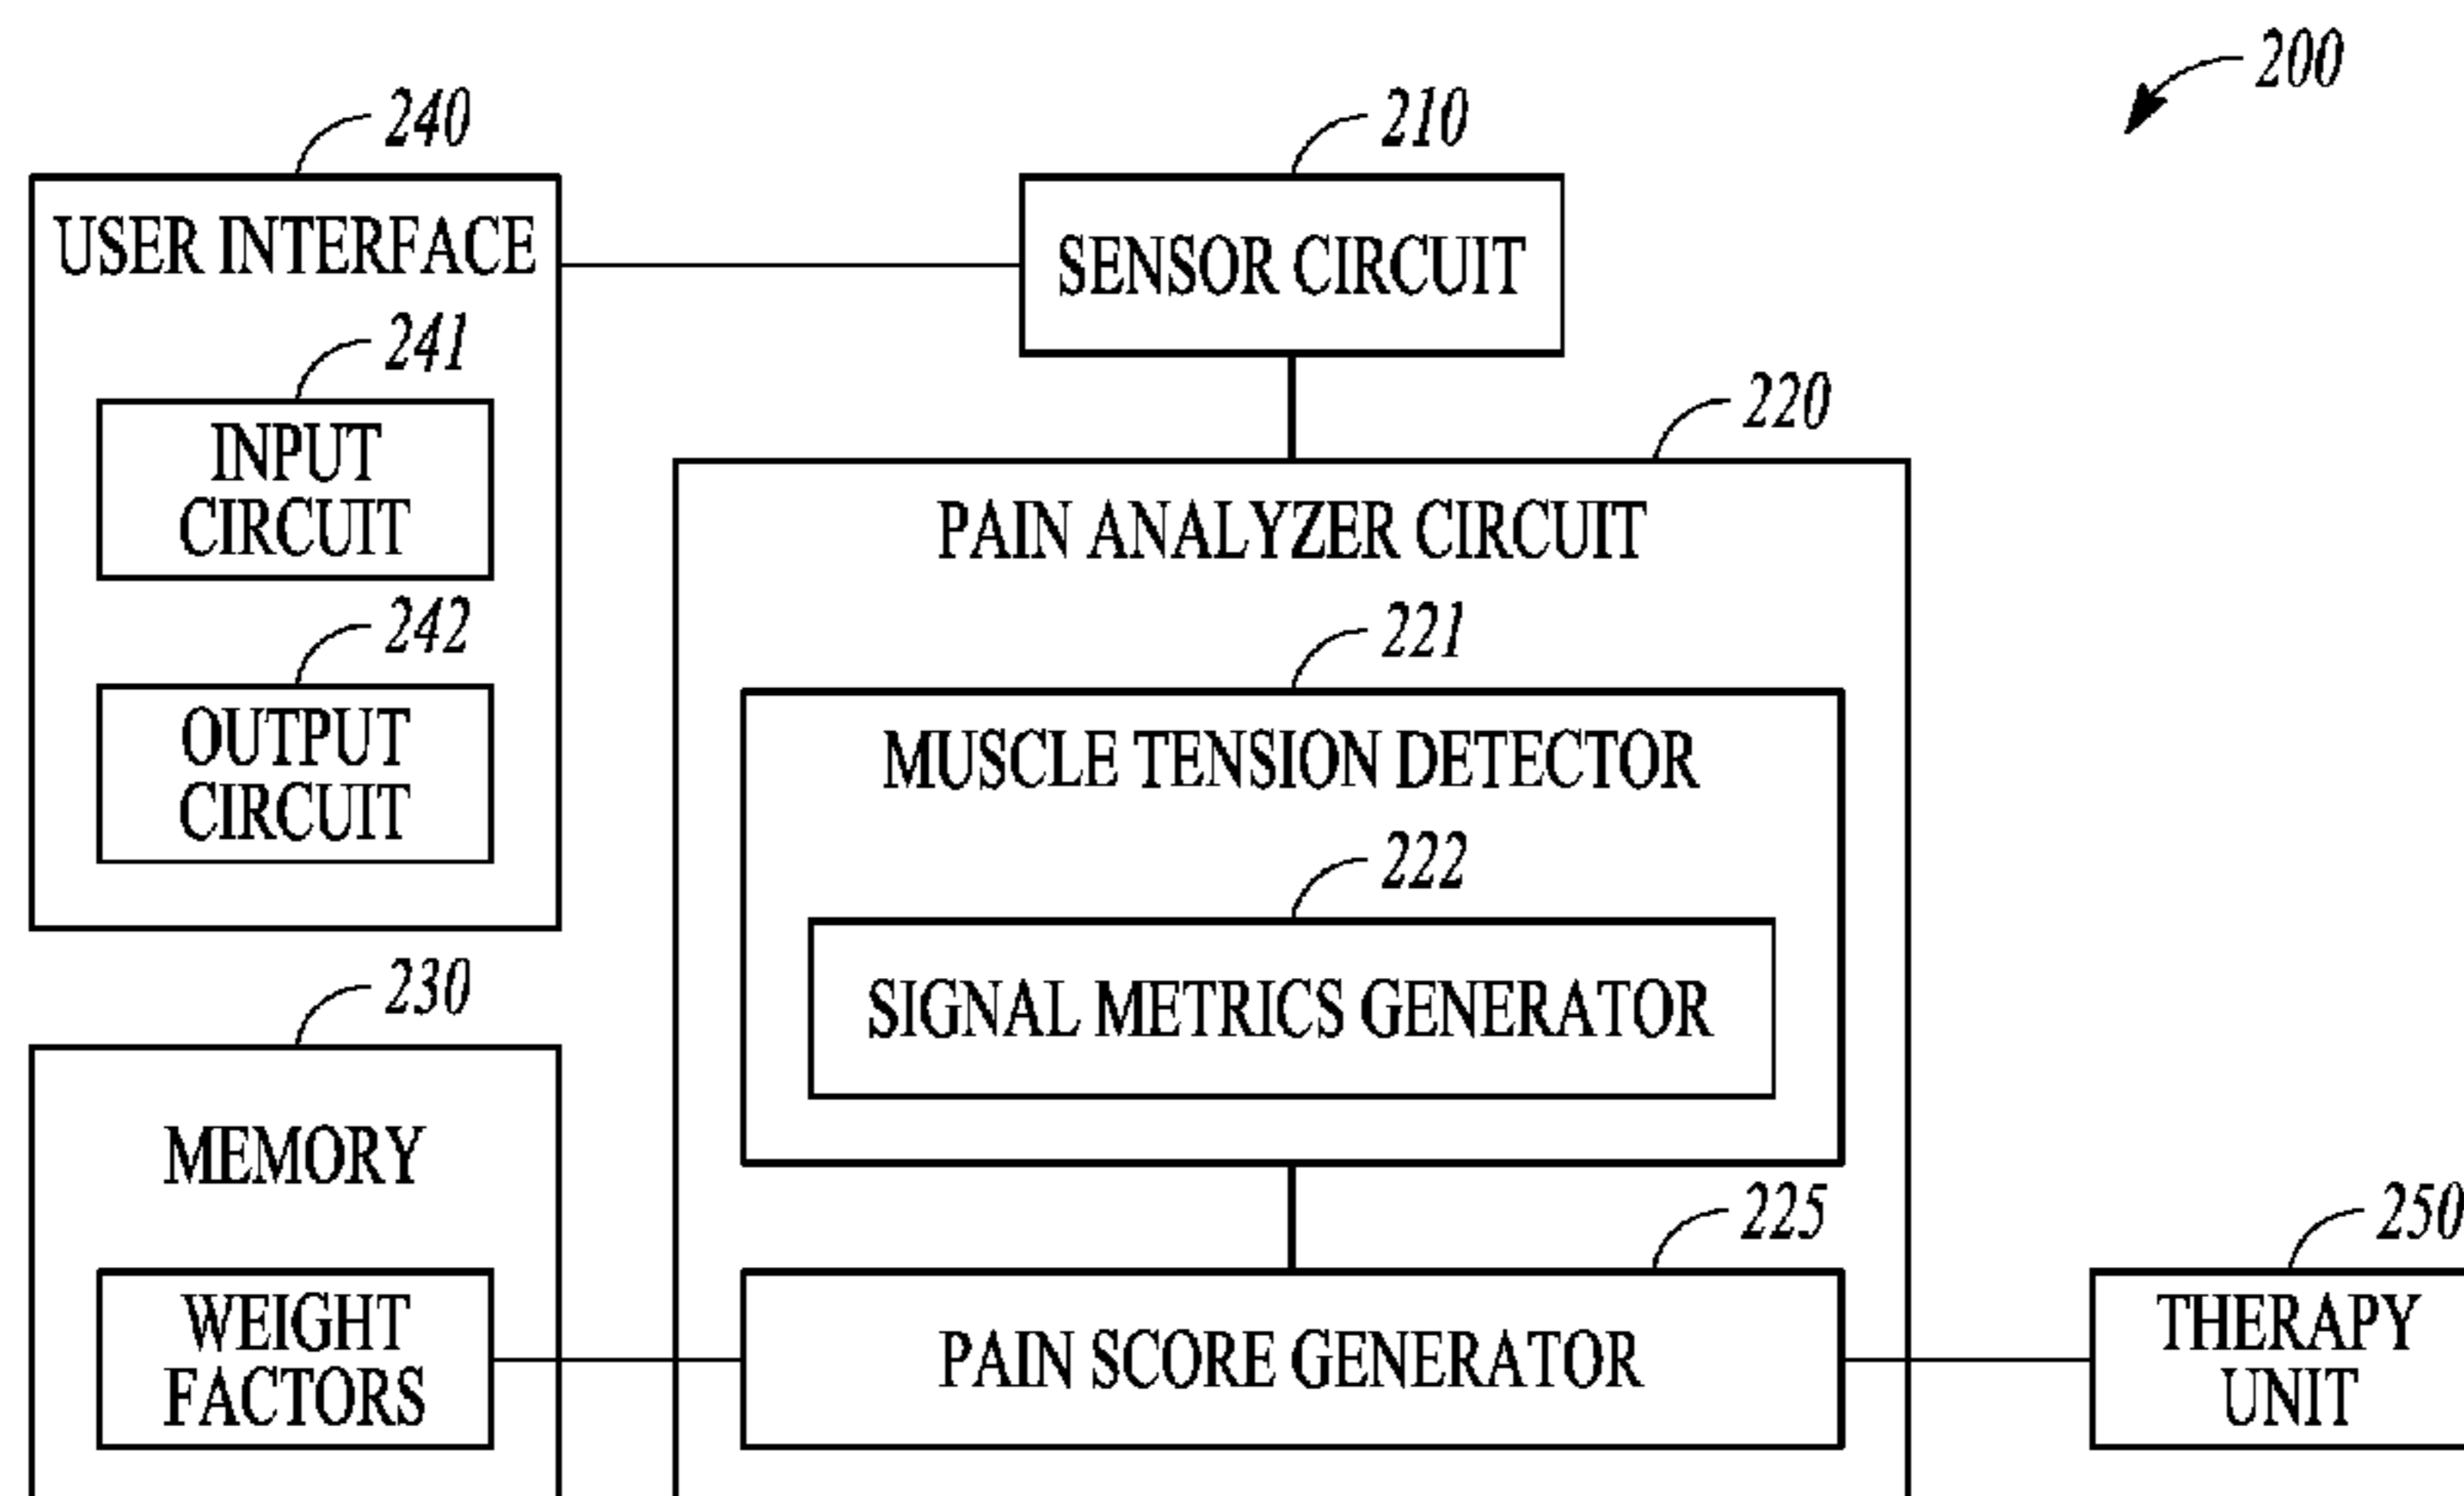 200
240
USER INTERFACE
241
INPUT
CIRCUIT
242
OUTPUT
CIRCUIT
210
SENSOR CIRCUIT
220
PAIN ANALYZER CIRCUIT
221
MUSCLE TENSION DETECTOR
222
SIGNAL METRICS GENERATOR
230
MEMORY
WEIGHT
FACTORS
225
PAIN SCORE GENERATOR
250
THERAPY
UNIT